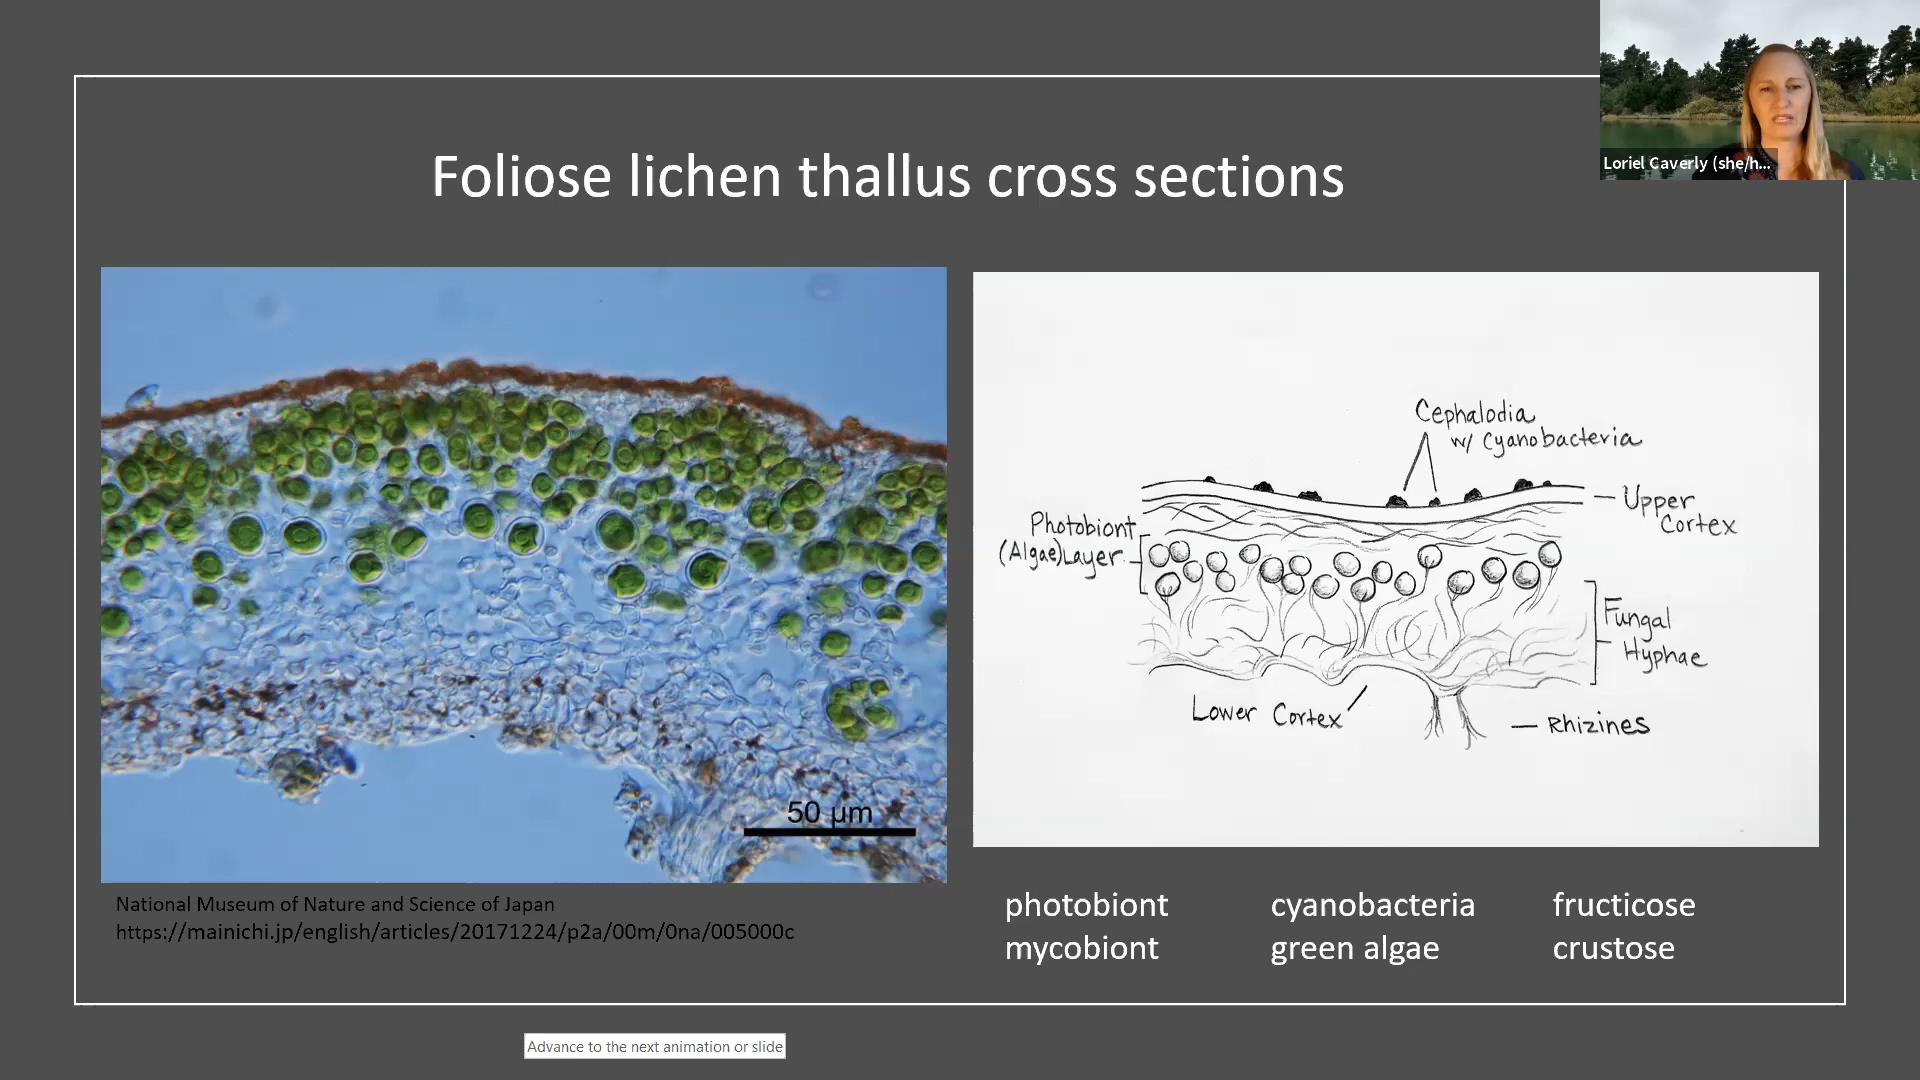 Loriel Caverly (she/h...
Foliose lichen thallus cross sections
50 µm
National Museum of Nature and Science of Japan
https://mainichi.jp/english/articles/20171224/p2a/00m/0na/005000c
Cephalodia
w/ Cyanobacteria
Upper
Cortex
Photobiont
(Algae) Layer
Fungal
Hyphae
Lower Cortex
Rhizines
photobiont
mycobiont
cyanobacteria
green algae
fructicose
crustose
Advance to the next animation or slide